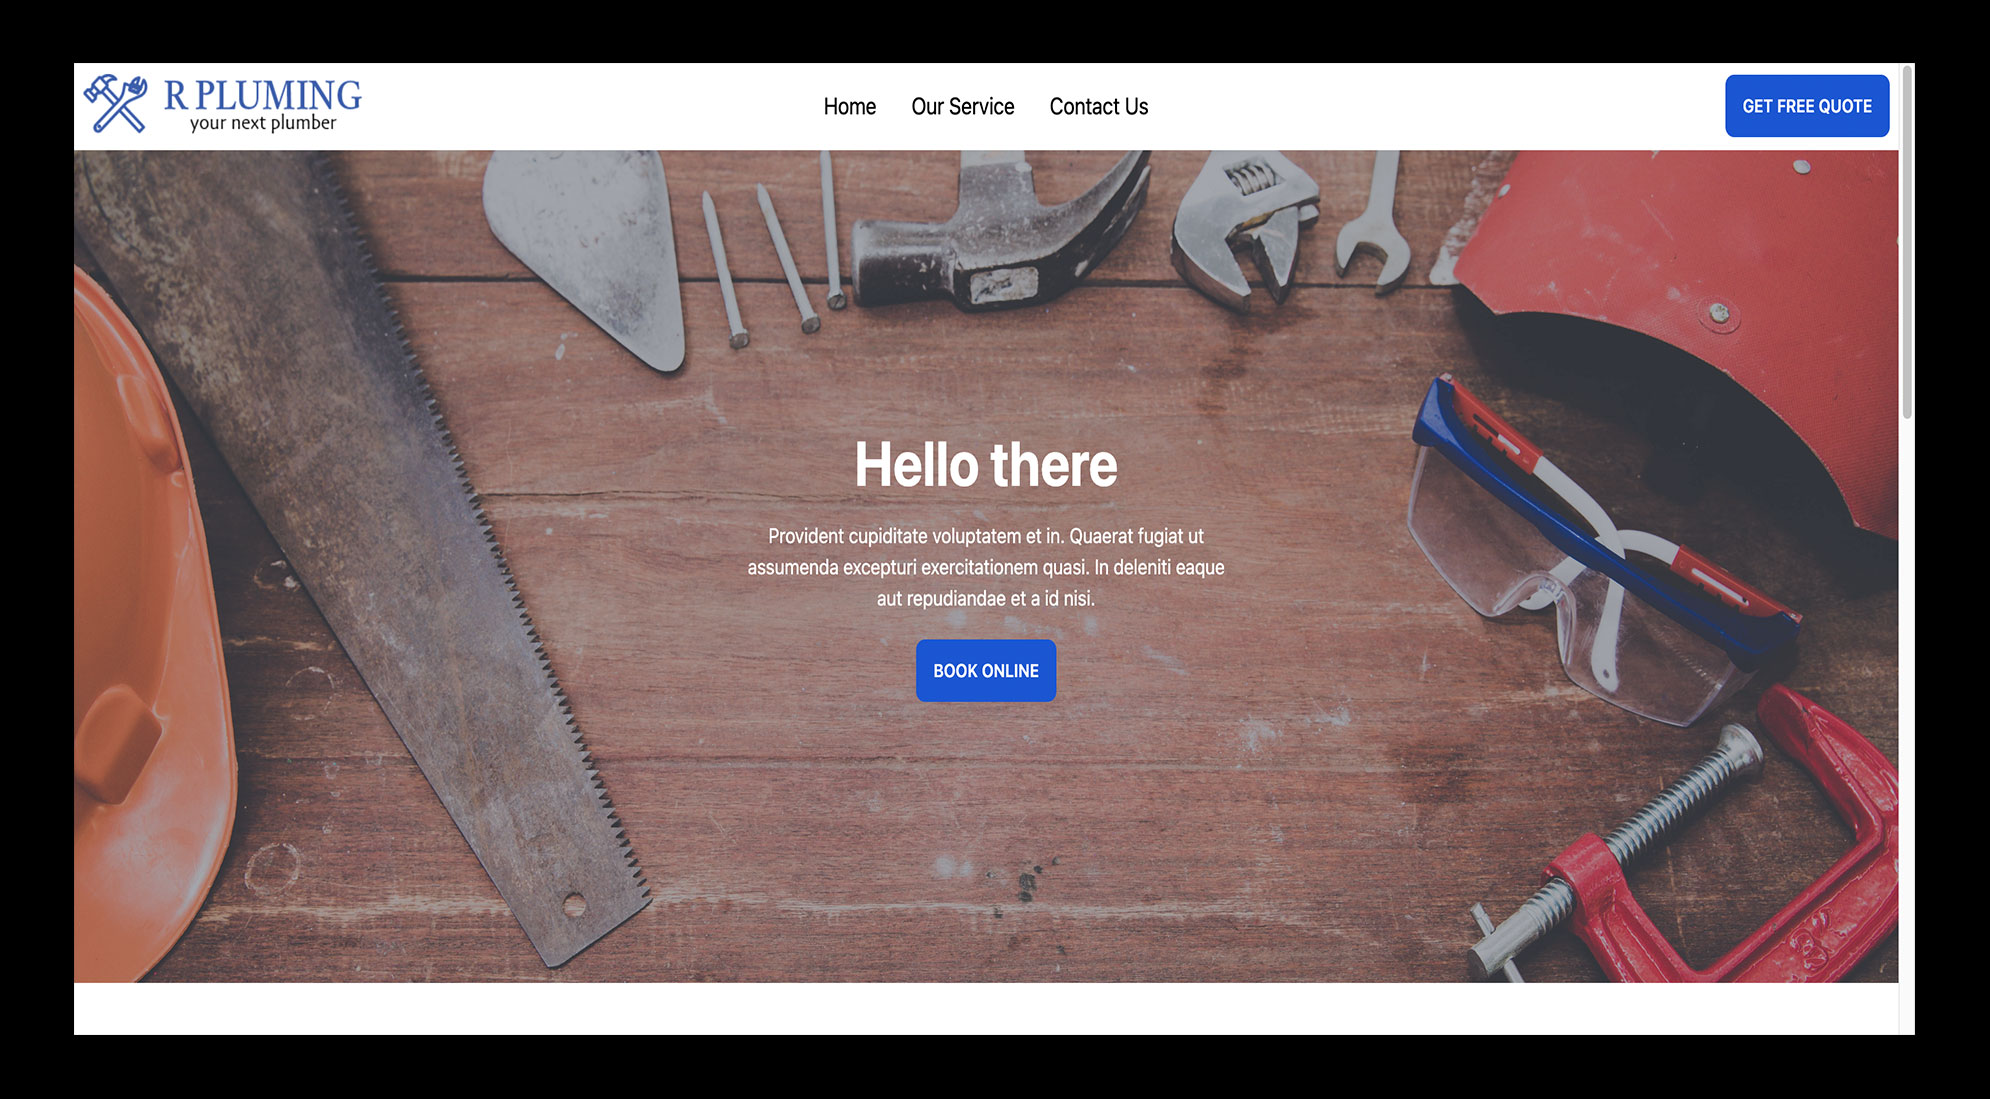 R PLUMING
your next plumber
Home
Our Service
Contact Us
GET FREE QUOTE
Hello there
Provident cupiditate voluptatem et in. Quaerat fugiat ut
assumenda excepturi exercitationem quasi. In deleniti eaque
aut repudiandae et a id nisi.
BOOK ONLINE